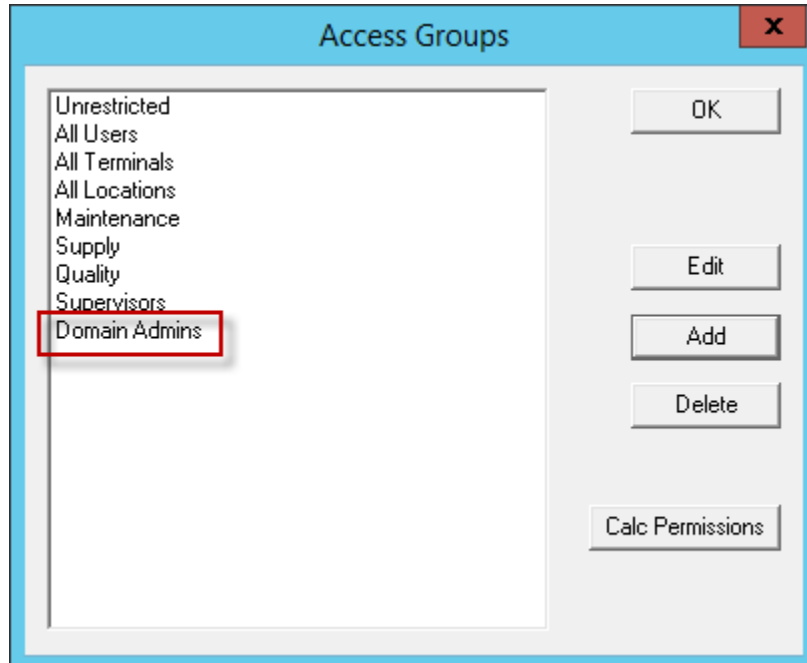 Access Groups
x
Unrestricted
All Users
All Terminals
All Locations
Maintenance
Supply
Quality
Supervisors
Domain Admins
OK
Edit
Add
Delete
Calc Permissions